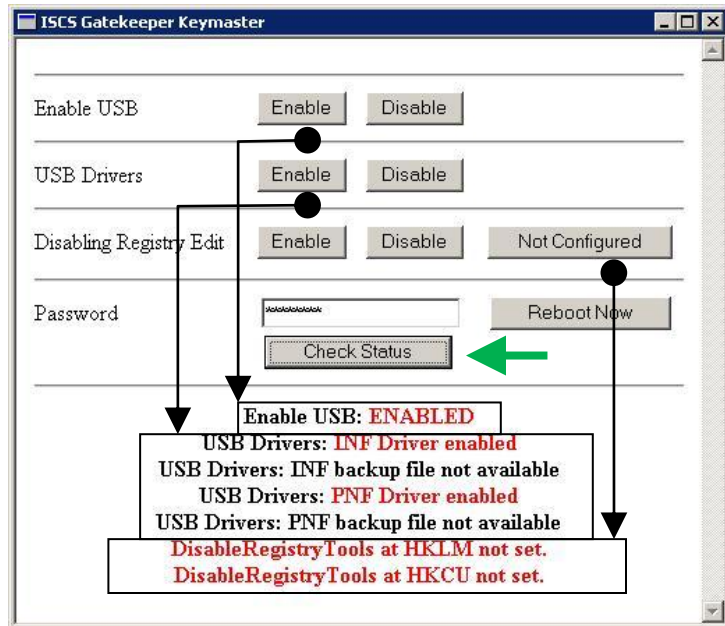 ISCS Gatekeeper Keymaster
Enable USB Enable Disable
USB Drivers Enable Disable
Disabling Registry Edit Enable Disable Not Configured
Password ********* Reboot Now
Check Status
Enable USB: ENABLED
USB Drivers: INF Driver enabled
USB Drivers: INF backup file not available
USB Drivers: PNF Driver enabled
USB Drivers: PNF backup file not available
DisableRegistryTools at HKLM not set.
DisableRegistryTools at HKCU not set.